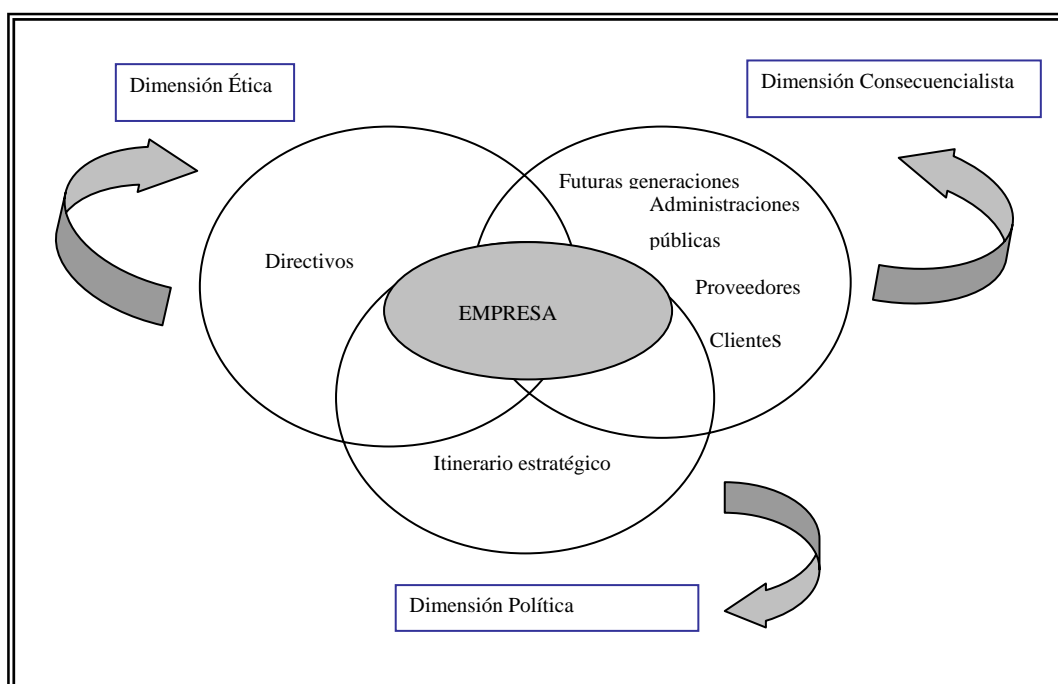 Dimensión Ética
Dimensión Consecuencialista
Futuras generaciones
Administraciones
públicas
Directivos
Proveedores
EMPRESA
ClienteS
Itinerario estratégico
Dimensión Política